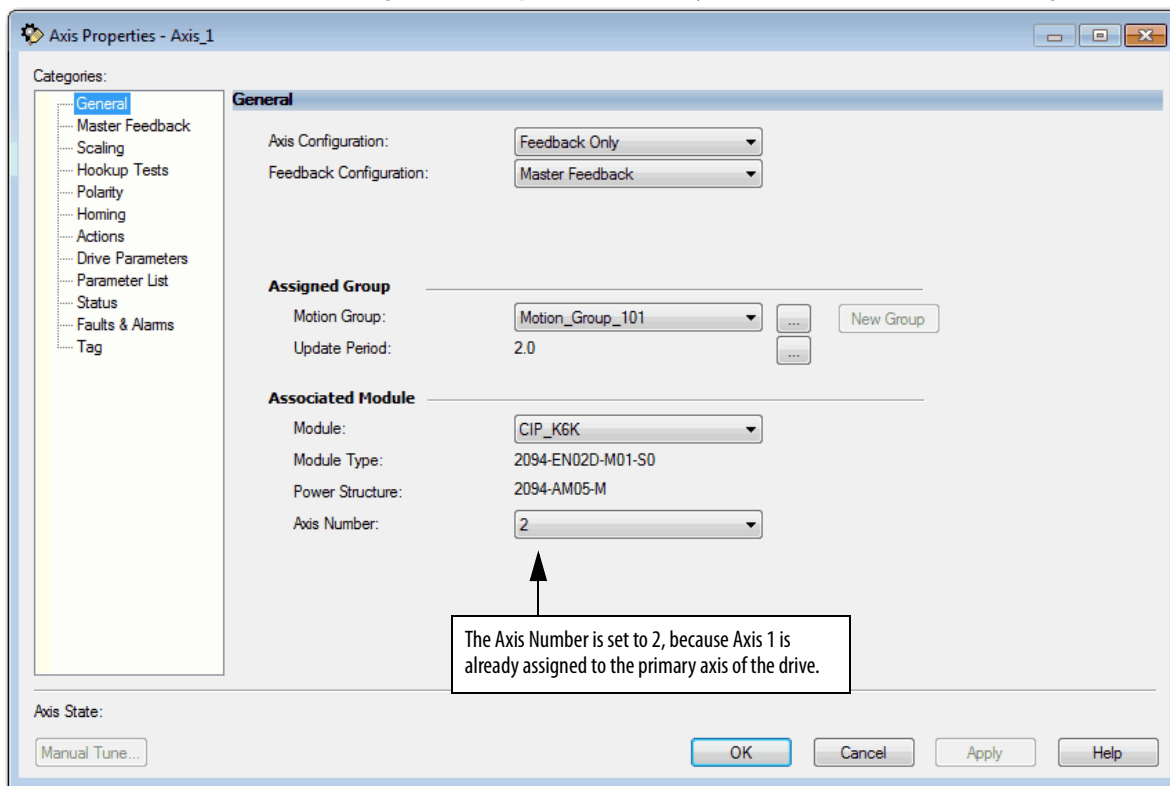 Axis Properties - Axis_1
Categories:
General
Master Feedback
Scaling
Hookup Tests
Polarity
Homing
Actions
Drive Parameters
Parameter List
Status
Faults & Alarms
Tag
General
Axis Configuration: Feedback Only
Feedback Configuration: Master Feedback
Assigned Group
Motion Group: Motion_Group_101 ... New Group
Update Period: 2.0 ...
Associated Module
Module: CIP_K6K
Module Type: 2094-EN02D-M01-S0
Power Structure: 2094-AM05-M
Axis Number: 2
The Axis Number is set to 2, because Axis 1 is
already assigned to the primary axis of the drive.
Axis State:
Manual Tune... OK Cancel Apply Help